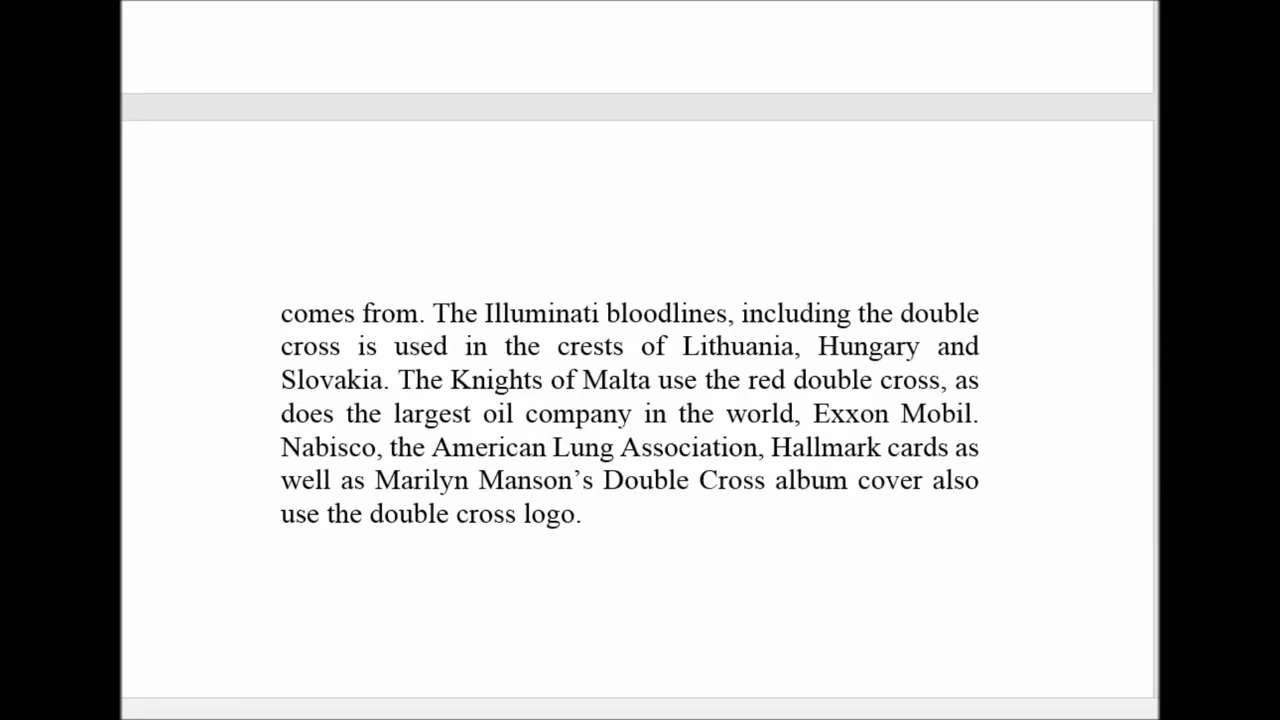 comes from. The Illuminati bloodlines, including the double
cross is used in the crests of Lithuania, Hungary and
Slovakia. The Knights of Malta use the red double cross, as
does the largest oil company in the world, Exxon Mobil.
Nabisco, the American Lung Association, Hallmark cards as
well as Marilyn Manson’s Double Cross album cover also
use the double cross logo.